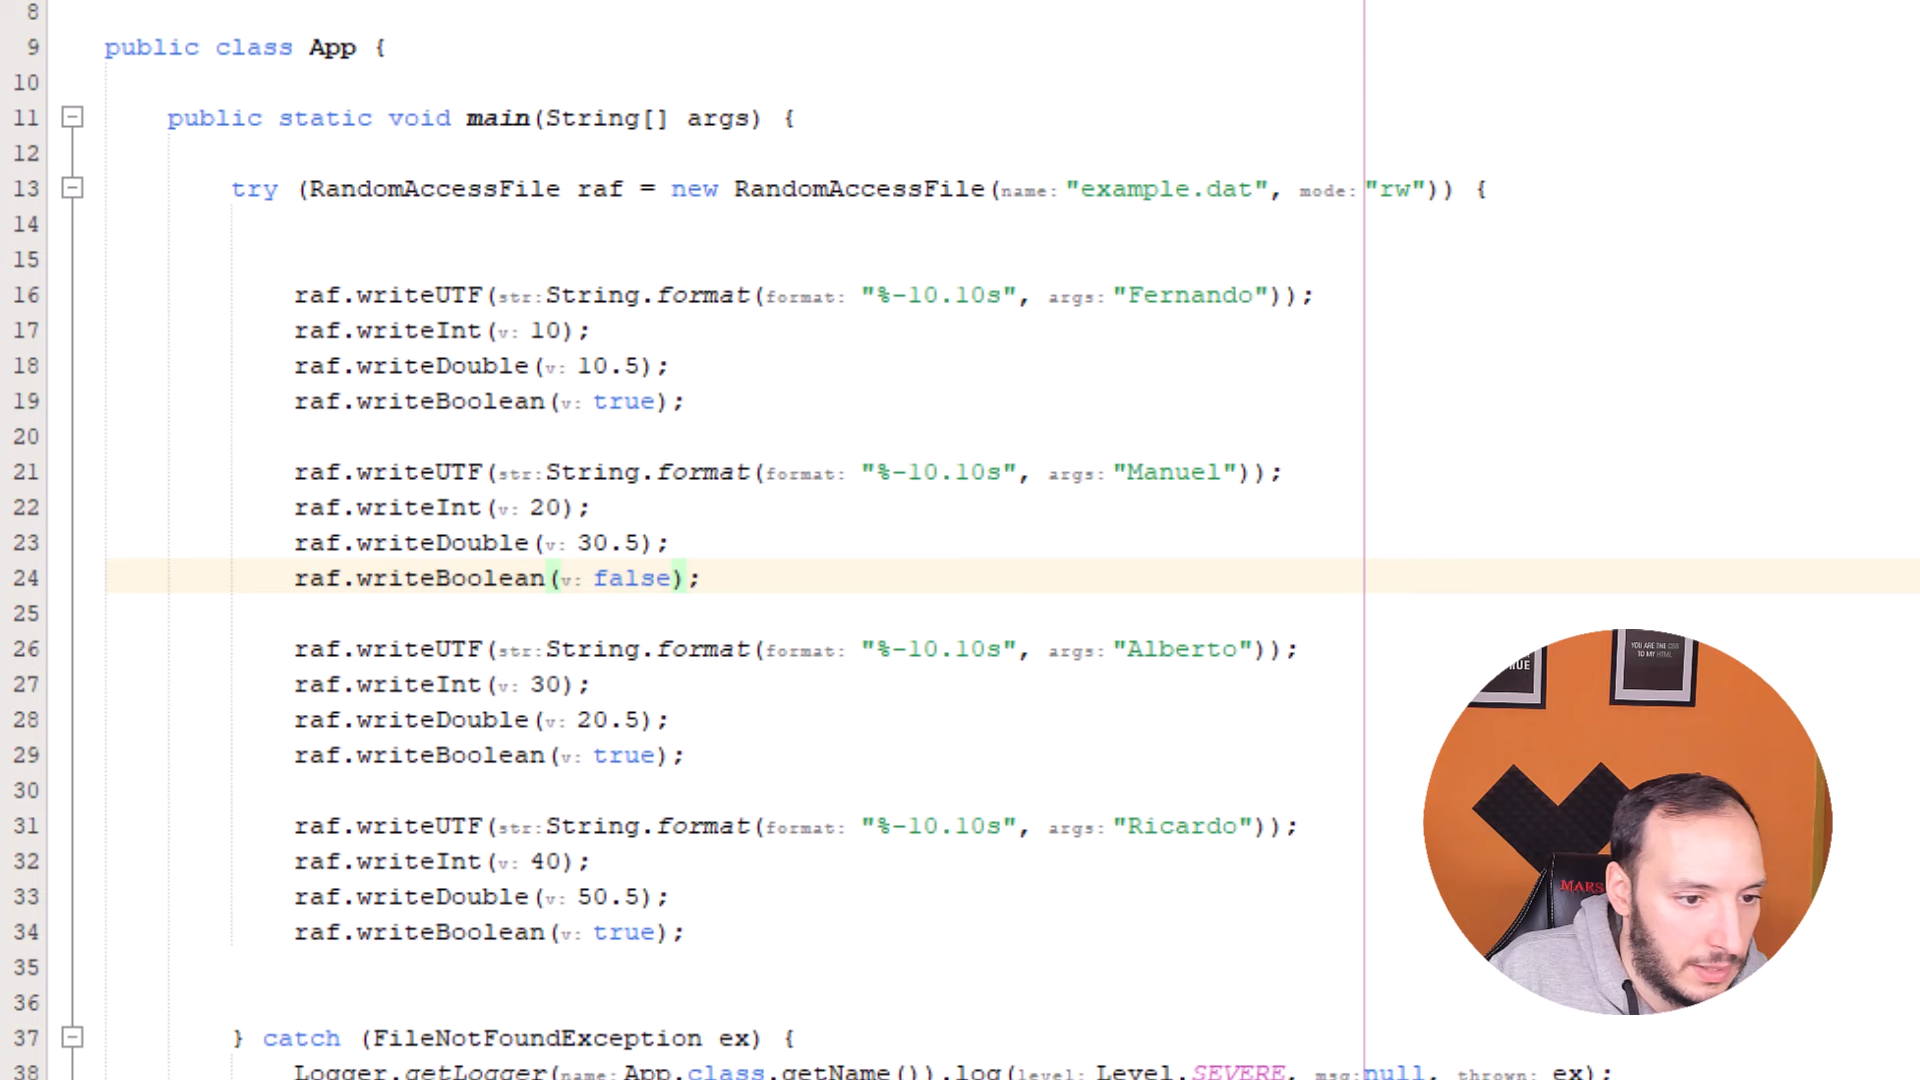 8
9 public class App {
10
11 public static void main(String[] args) {
12
13 try (RandomAccessFile raf = new RandomAccessFile(name: "example.dat", mode: "rw")) {
14
15
16 raf.writeUTF(str: String.format(format: "%-10.10s", args: "Fernando"));
17 raf.writeInt(v: 10);
18 raf.writeDouble(v: 10.5);
19 raf.writeBoolean(v: true);
20
21 raf.writeUTF(str: String.format(format: "%-10.10s", args: "Manuel"));
22 raf.writeInt(v: 20);
23 raf.writeDouble(v: 30.5);
24 raf.writeBoolean(v: false);
25
26 raf.writeUTF(str: String.format(format: "%-10.10s", args: "Alberto"));
27 raf.writeInt(v: 30);
28 raf.writeDouble(v: 20.5);
29 raf.writeBoolean(v: true);
30
31 raf.writeUTF(str: String.format(format: "%-10.10s", args: "Ricardo"));
32 raf.writeInt(v: 40);
33 raf.writeDouble(v: 50.5);
34 raf.writeBoolean(v: true);
35
36
37 } catch (FileNotFoundException ex) {
38 Logger.getLogger(name: App.class.getName()).log(level: Level.SEVERE, msg: null, thrown: ex);
YOU ARE THE CSS
TO MY HTML
MARS